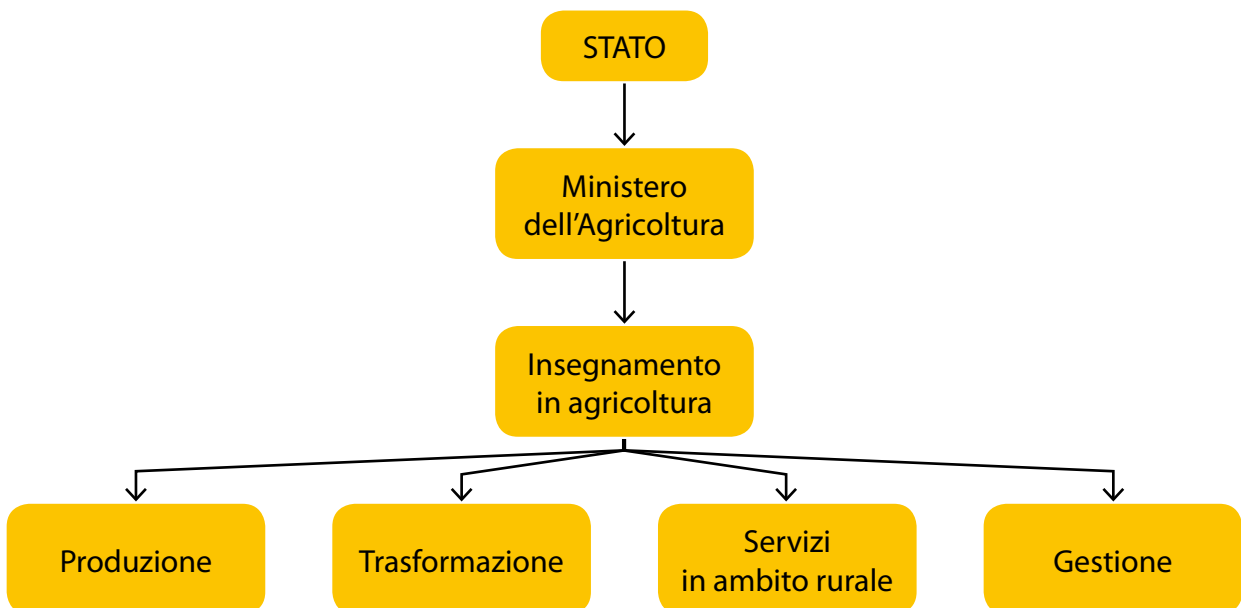 STATO
Ministero
dell'Agricoltura
Insegnamento
in agricoltura
Produzione
Trasformazione
Servizi
in ambito rurale
Gestione